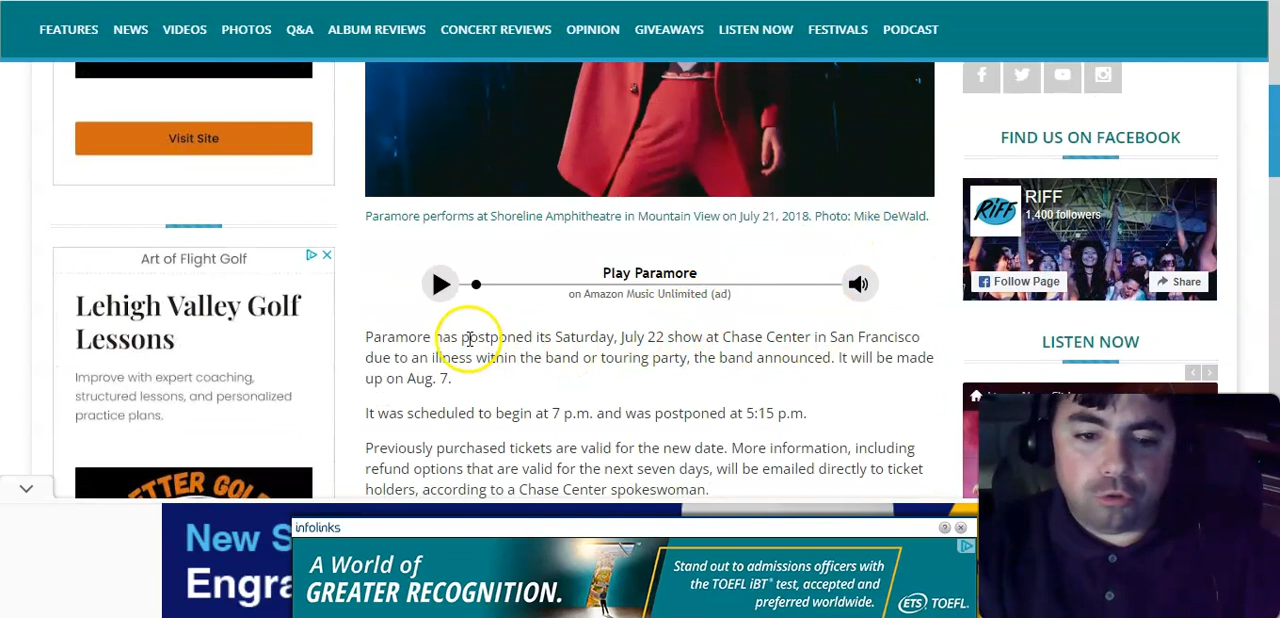 FEATURES NEWS VIDEOS PHOTOS Q&A ALBUM REVIEWS CONCERT REVIEWS OPINION GIVEAWAYS LISTEN NOW FESTIVALS PODCAST
Visit Site
Art of Flight Golf
Lehigh Valley Golf
Lessons
Improve with expert coaching,
structured lessons, and personalized
practice plans.
Paramore performs at Shoreline Amphitheatre in Mountain View on July 21, 2018. Photo: Mike DeWald.
Play Paramore
on Amazon Music Unlimited (ad)
Paramore has postponed its Saturday, July 22 show at Chase Center in San Francisco
due to an illness within the band or touring party, the band announced. It will be made
up on Aug. 7.
It was scheduled to begin at 7 p.m. and was postponed at 5:15 p.m.
Previously purchased tickets are valid for the new date. More information, including
refund options that are valid for the next seven days, will be emailed directly to ticket
holders, according to a Chase Center spokeswoman.
FIND US ON FACEBOOK
RIFF
RIFF
1,400 followers
Follow Page
Share
LISTEN NOW
New S
Engra
infolinks
A World of
GREATER RECOGNITION.
Stand out to admissions officers with
the TOEFL iBT® test, accepted and
preferred worldwide.
ETS TOEFL.